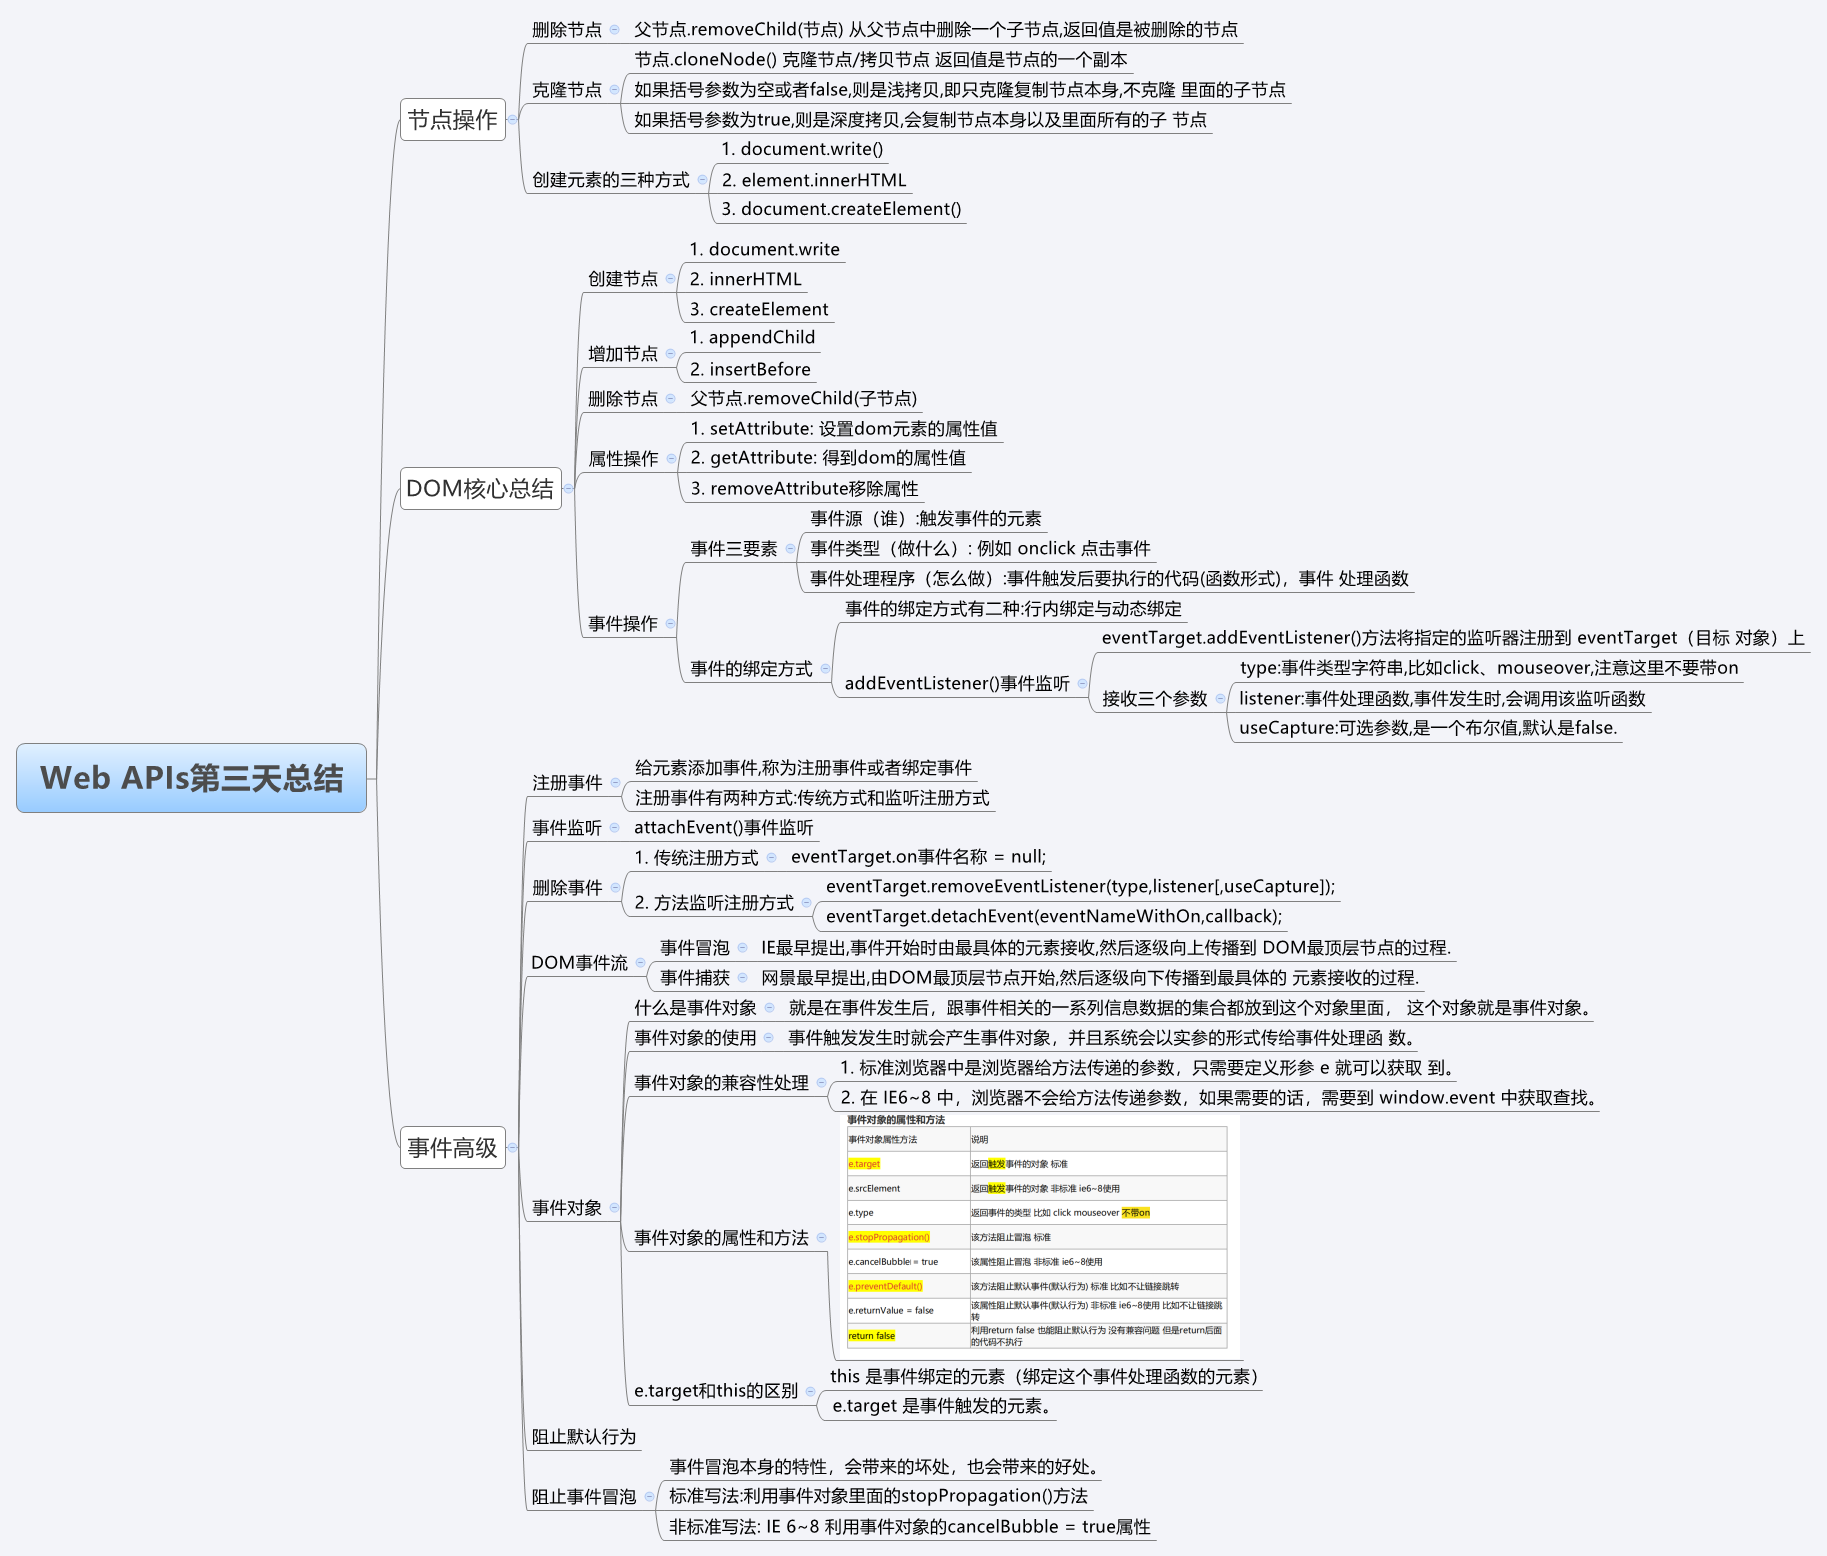 Web APIs第三天总结
节点操作
删除节点
父节点.removeChild(节点) 从父节点中删除一个子节点,返回值是被删除的节点
克隆节点
节点.cloneNode() 克隆节点/拷贝节点 返回值是节点的一个副本
如果括号参数为空或者false,则是浅拷贝,即只克隆复制节点本身,不克隆 里面的子节点
如果括号参数为true,则是深度拷贝,会复制节点本身以及里面所有的子 节点
创建元素的三种方式
1. document.write()
2. element.innerHTML
3. document.createElement()
DOM核心总结
创建节点
1. document.write
2. innerHTML
3. createElement
增加节点
1. appendChild
2. insertBefore
删除节点
父节点.removeChild(子节点)
属性操作
1. setAttribute: 设置dom元素的属性值
2. getAttribute: 得到dom的属性值
3. removeAttribute移除属性
事件操作
事件三要素
事件源（谁）:触发事件的元素
事件类型（做什么）: 例如 onclick 点击事件
事件处理程序（怎么做）:事件触发后要执行的代码(函数形式)，事件 处理函数
事件的绑定方式
事件的绑定方式有二种:行内绑定与动态绑定
addEventListener()事件监听
eventTarget.addEventListener()方法将指定的监听器注册到 eventTarget（目标 对象）上
接收三个参数
type:事件类型字符串,比如click、mouseover,注意这里不要带on
listener:事件处理函数,事件发生时,会调用该监听函数
useCapture:可选参数,是一个布尔值,默认是false.
事件高级
注册事件
给元素添加事件,称为注册事件或者绑定事件
注册事件有两种方式:传统方式和监听注册方式
事件监听
attachEvent()事件监听
删除事件
1. 传统注册方式
eventTarget.on事件名称 = null;
2. 方法监听注册方式
eventTarget.removeEventListener(type,listener[,useCapture]);
eventTarget.detachEvent(eventNameWithOn,callback);
DOM事件流
事件冒泡
IE最早提出,事件开始时由最具体的元素接收,然后逐级向上传播到 DOM最顶层节点的过程.
事件捕获
网景最早提出,由DOM最顶层节点开始,然后逐级向下传播到最具体的 元素接收的过程.
事件对象
什么是事件对象
就是在事件发生后，跟事件相关的一系列信息数据的集合都放到这个对象里面， 这个对象就是事件对象。
事件对象的使用
事件触发发生时就会产生事件对象，并且系统会以实参的形式传给事件处理函 数。
事件对象的兼容性处理
1. 标准浏览器中是浏览器给方法传递的参数，只需要定义形参 e 就可以获取 到。
2. 在 IE6~8 中，浏览器不会给方法传递参数，如果需要的话，需要到 window.event 中获取查找。
事件对象的属性和方法
事件对象的属性和方法
事件对象属性方法 说明
e.target 返回触发事件的对象 标准
e.srcElement 返回触发事件的对象 非标准 ie6~8使用
e.type 返回事件的类型 比如 click mouseover 不带on
e.stopPropagation() 该方法阻止冒泡 标准
e.cancelBubble = true 该属性阻止冒泡 非标准 ie6~8使用
e.preventDefault() 该方法阻止默认事件(默认行为) 标准 比如不让链接跳转
e.returnValue = false 该属性阻止默认事件(默认行为) 非标准 ie6~8使用 比如不让链接跳
转
return false 利用return false 也能阻止默认行为 没有兼容问题 但是return后面
的代码不执行
e.target和this的区别
this 是事件绑定的元素（绑定这个事件处理函数的元素）
e.target 是事件触发的元素。
阻止默认行为
阻止事件冒泡
事件冒泡本身的特性，会带来的坏处，也会带来的好处。
标准写法:利用事件对象里面的stopPropagation()方法
非标准写法: IE 6~8 利用事件对象的cancelBubble = true属性